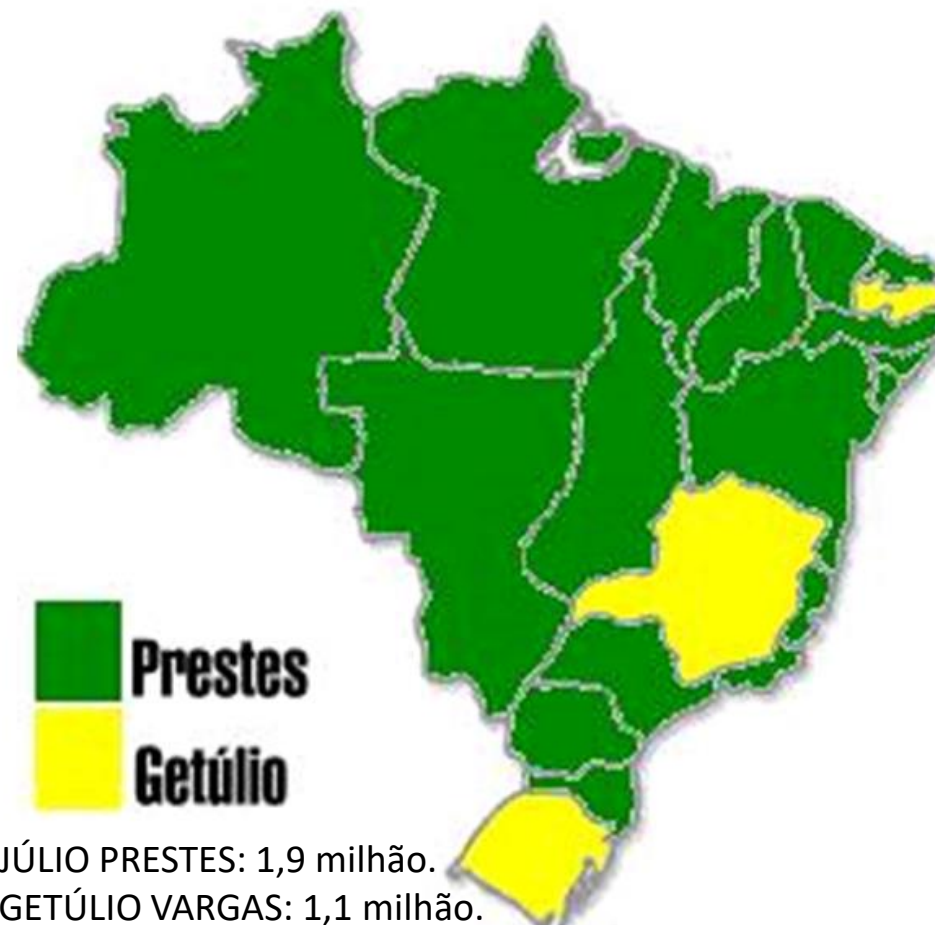 Prestes
Getúlio
JÚLIO PRESTES: 1,9 milhão.
GETÚLIO VARGAS: 1,1 milhão.